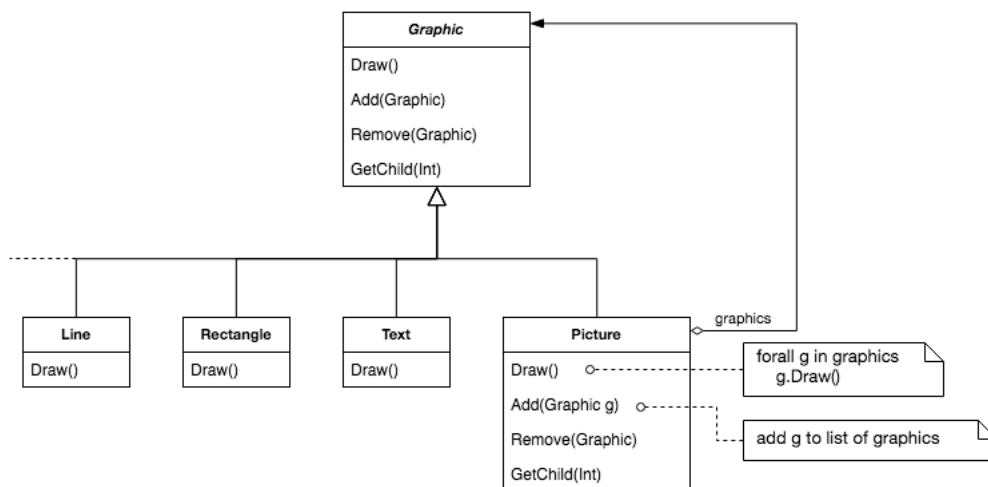 Graphic
Draw()
Add(Graphic)
Remove(Graphic)
GetChild(Int)
Line
Draw()
Rectangle
Draw()
Text
Draw()
Picture
Draw()
Add(Graphic g)
Remove(Graphic)
GetChild(Int)
graphics
forall g in graphics
g.Draw()
add g to list of graphics